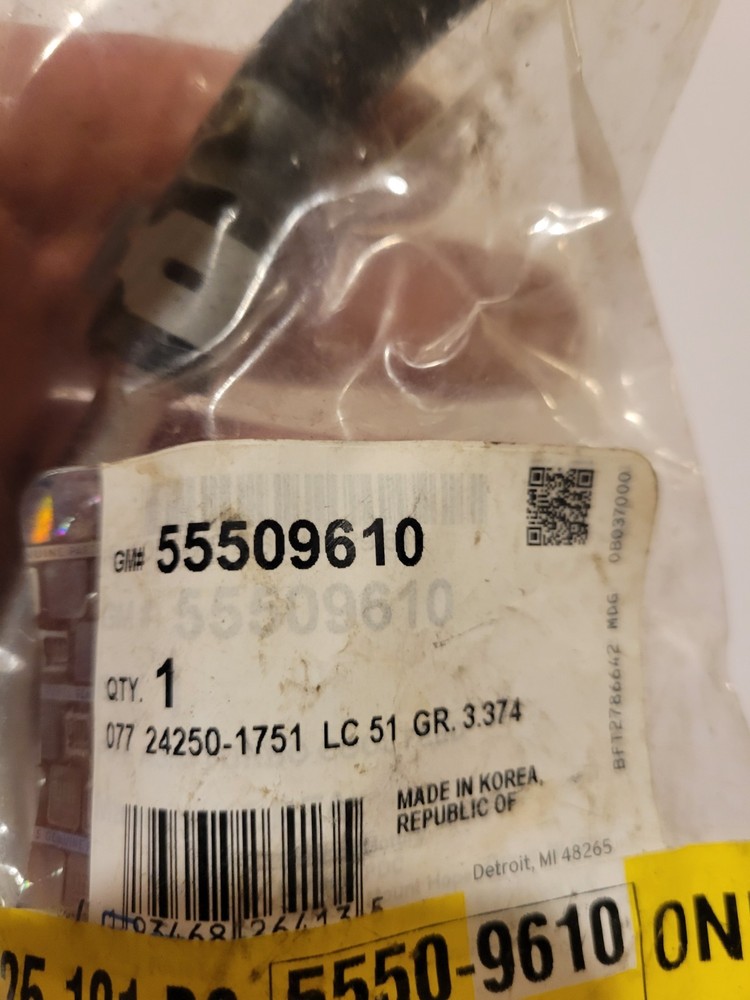 GM# 55509610
55509610
QTY. 1
077 24250-1751 LC 51 GR. 3.374
MADE IN KOREA,
REPUBLIC OF
Detroit, MI 48265
BFT2786642 MDG 0B037000
5550-9610